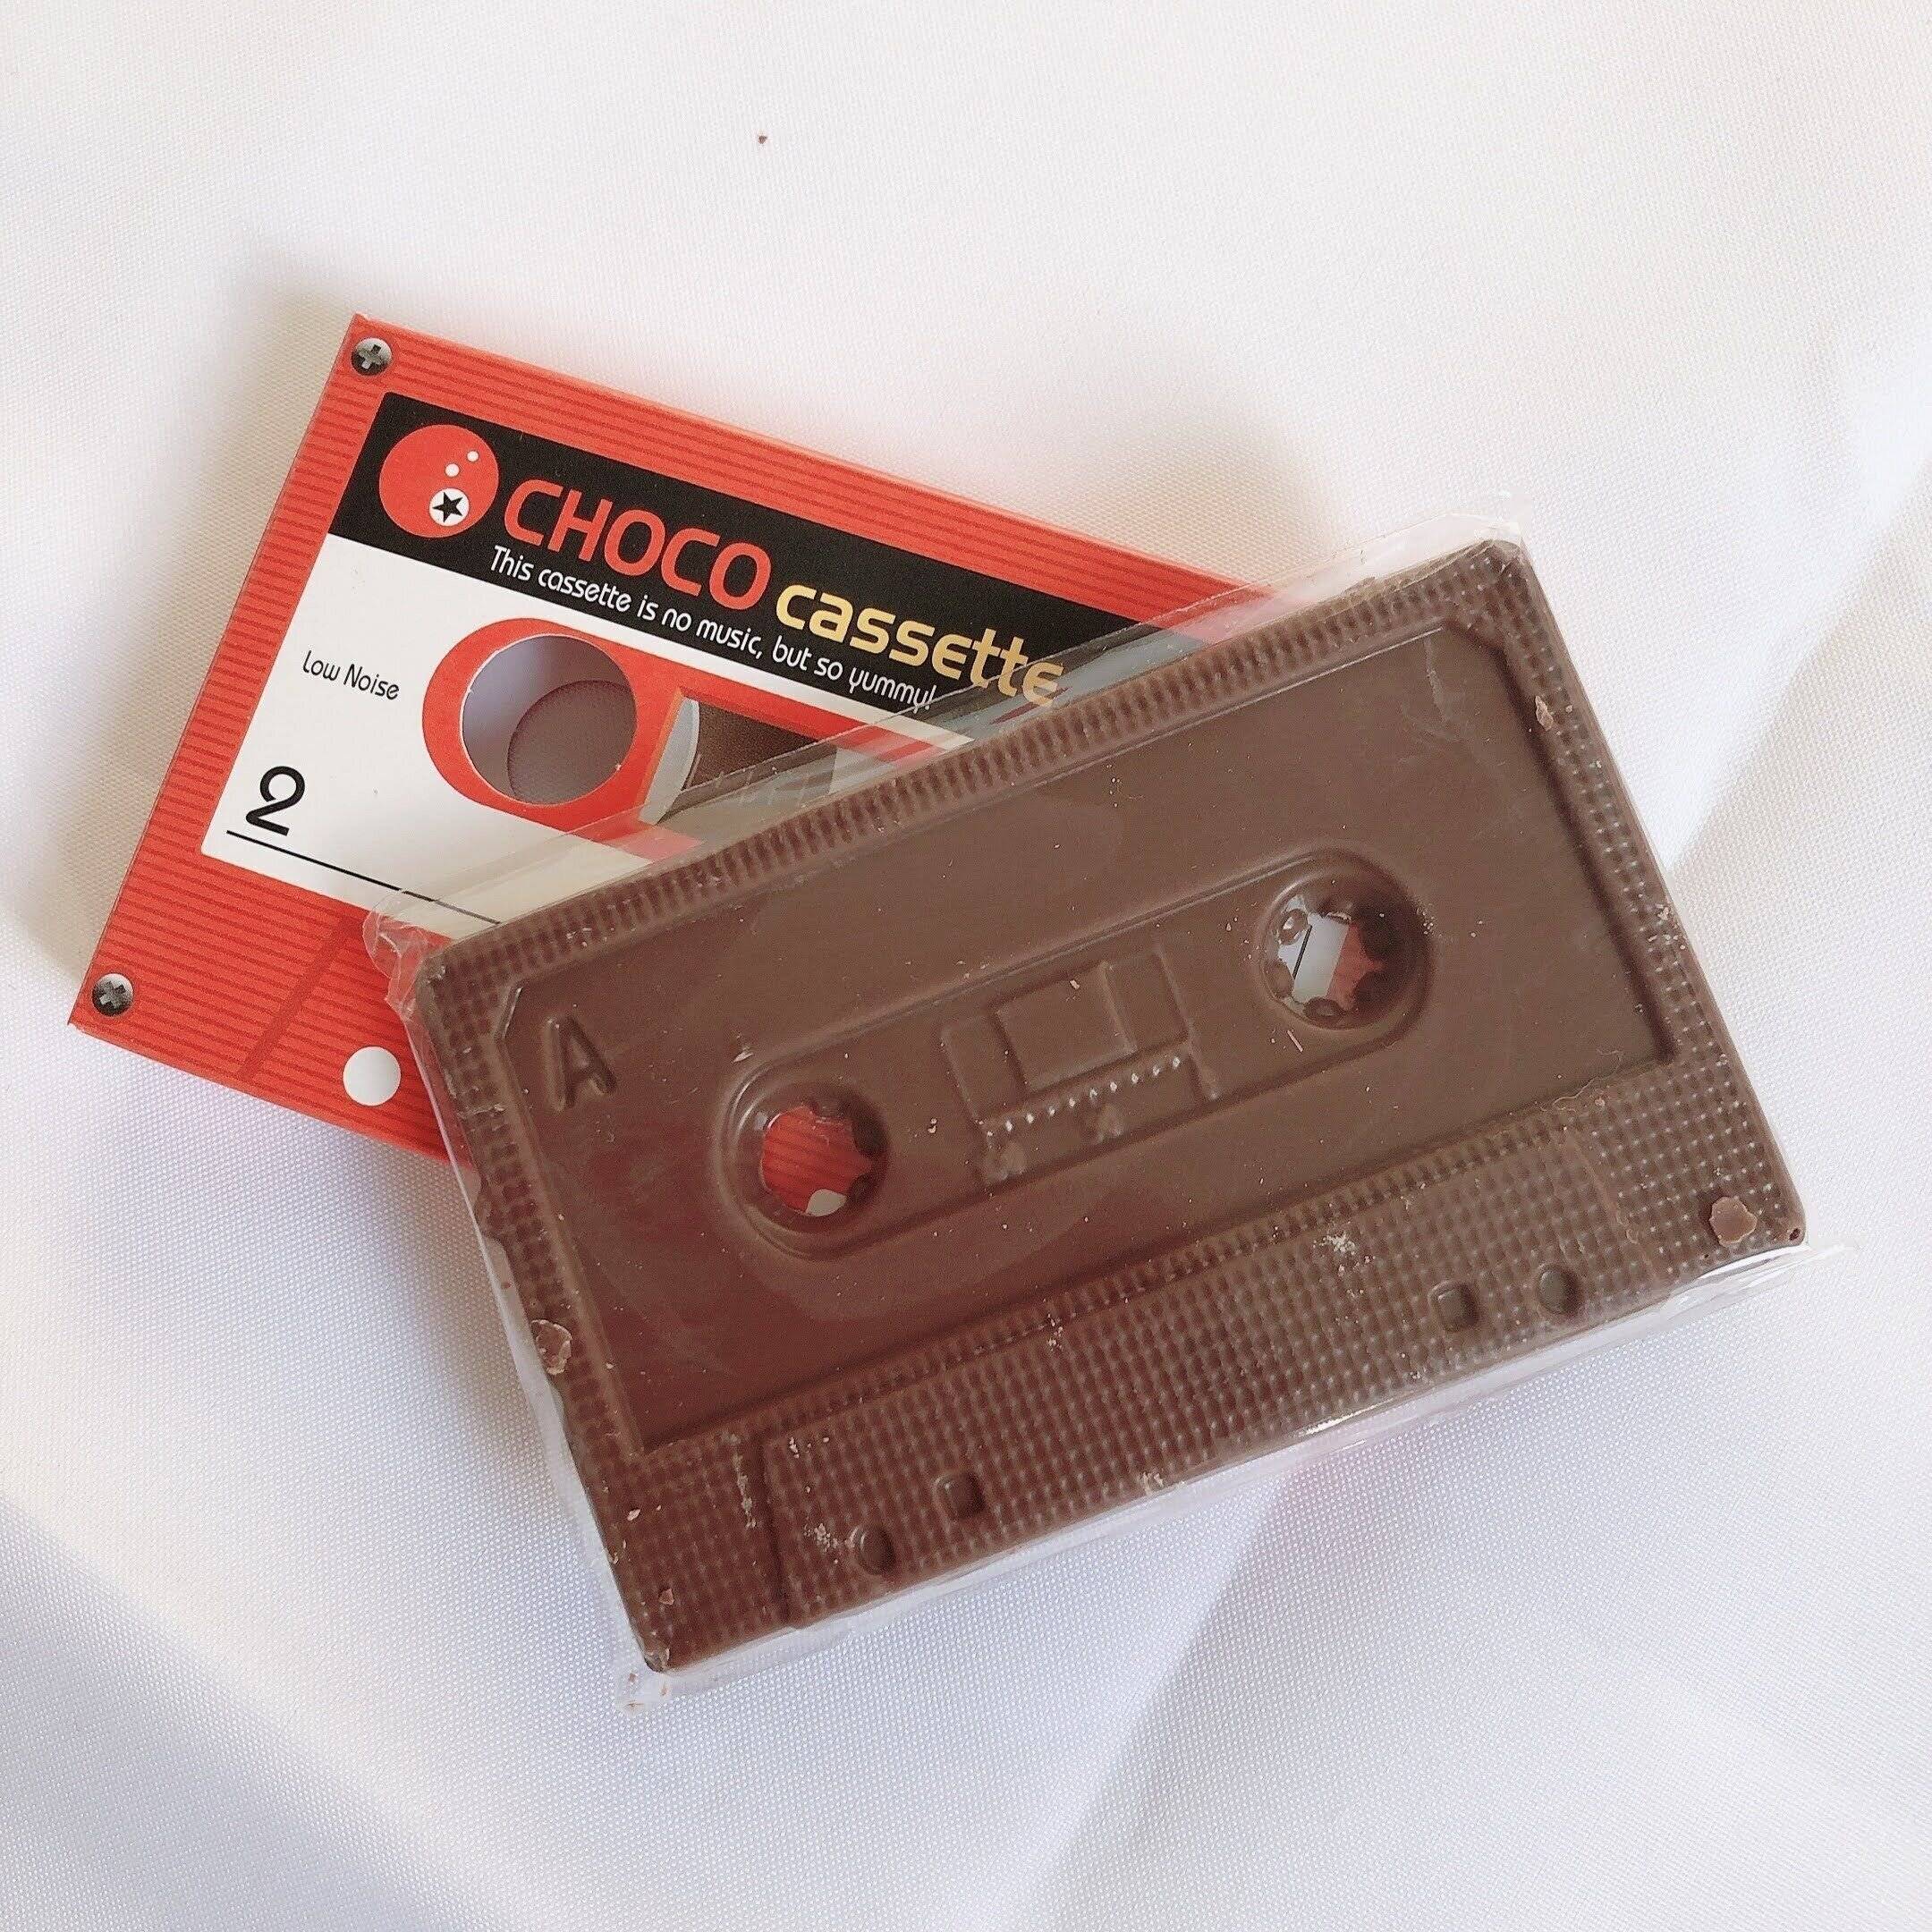 CHOCO cassette
This cassette is no music, but so yummy!
Low Noise
2
A